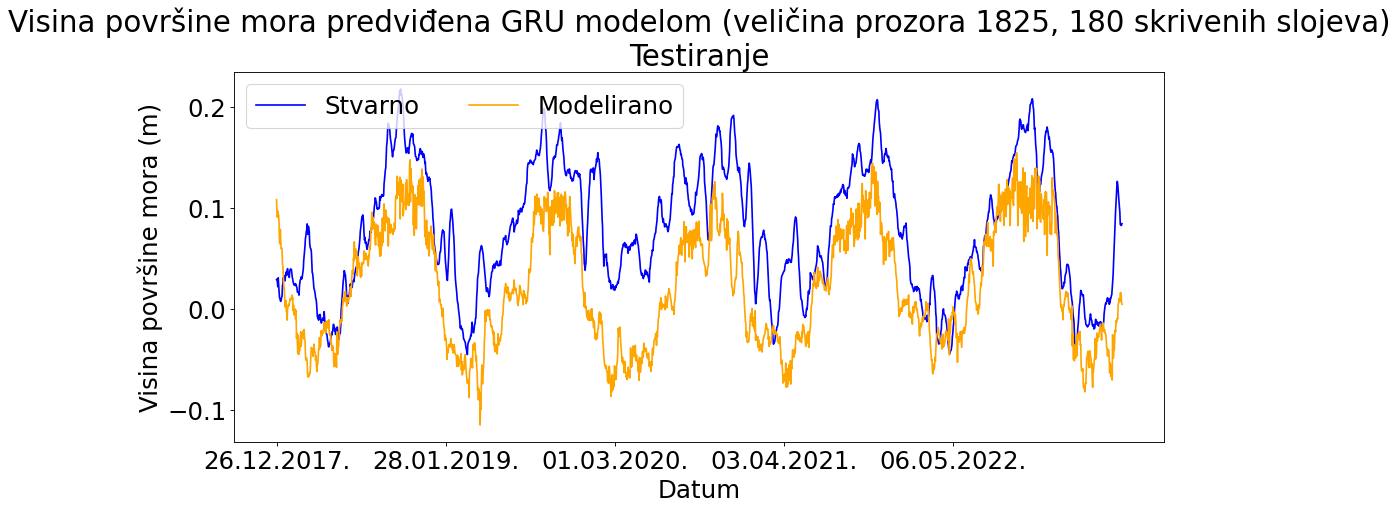 Visina površine mora predviđena GRU modelom (veličina prozora 1825, 180 skrivenih slojeva)
Testiranje
Stvarno Modelirano
Visina površine mora (m)
0.2
0.1
0.0
−0.1
26.12.2017. 28.01.2019. 01.03.2020. 03.04.2021. 06.05.2022.
Datum